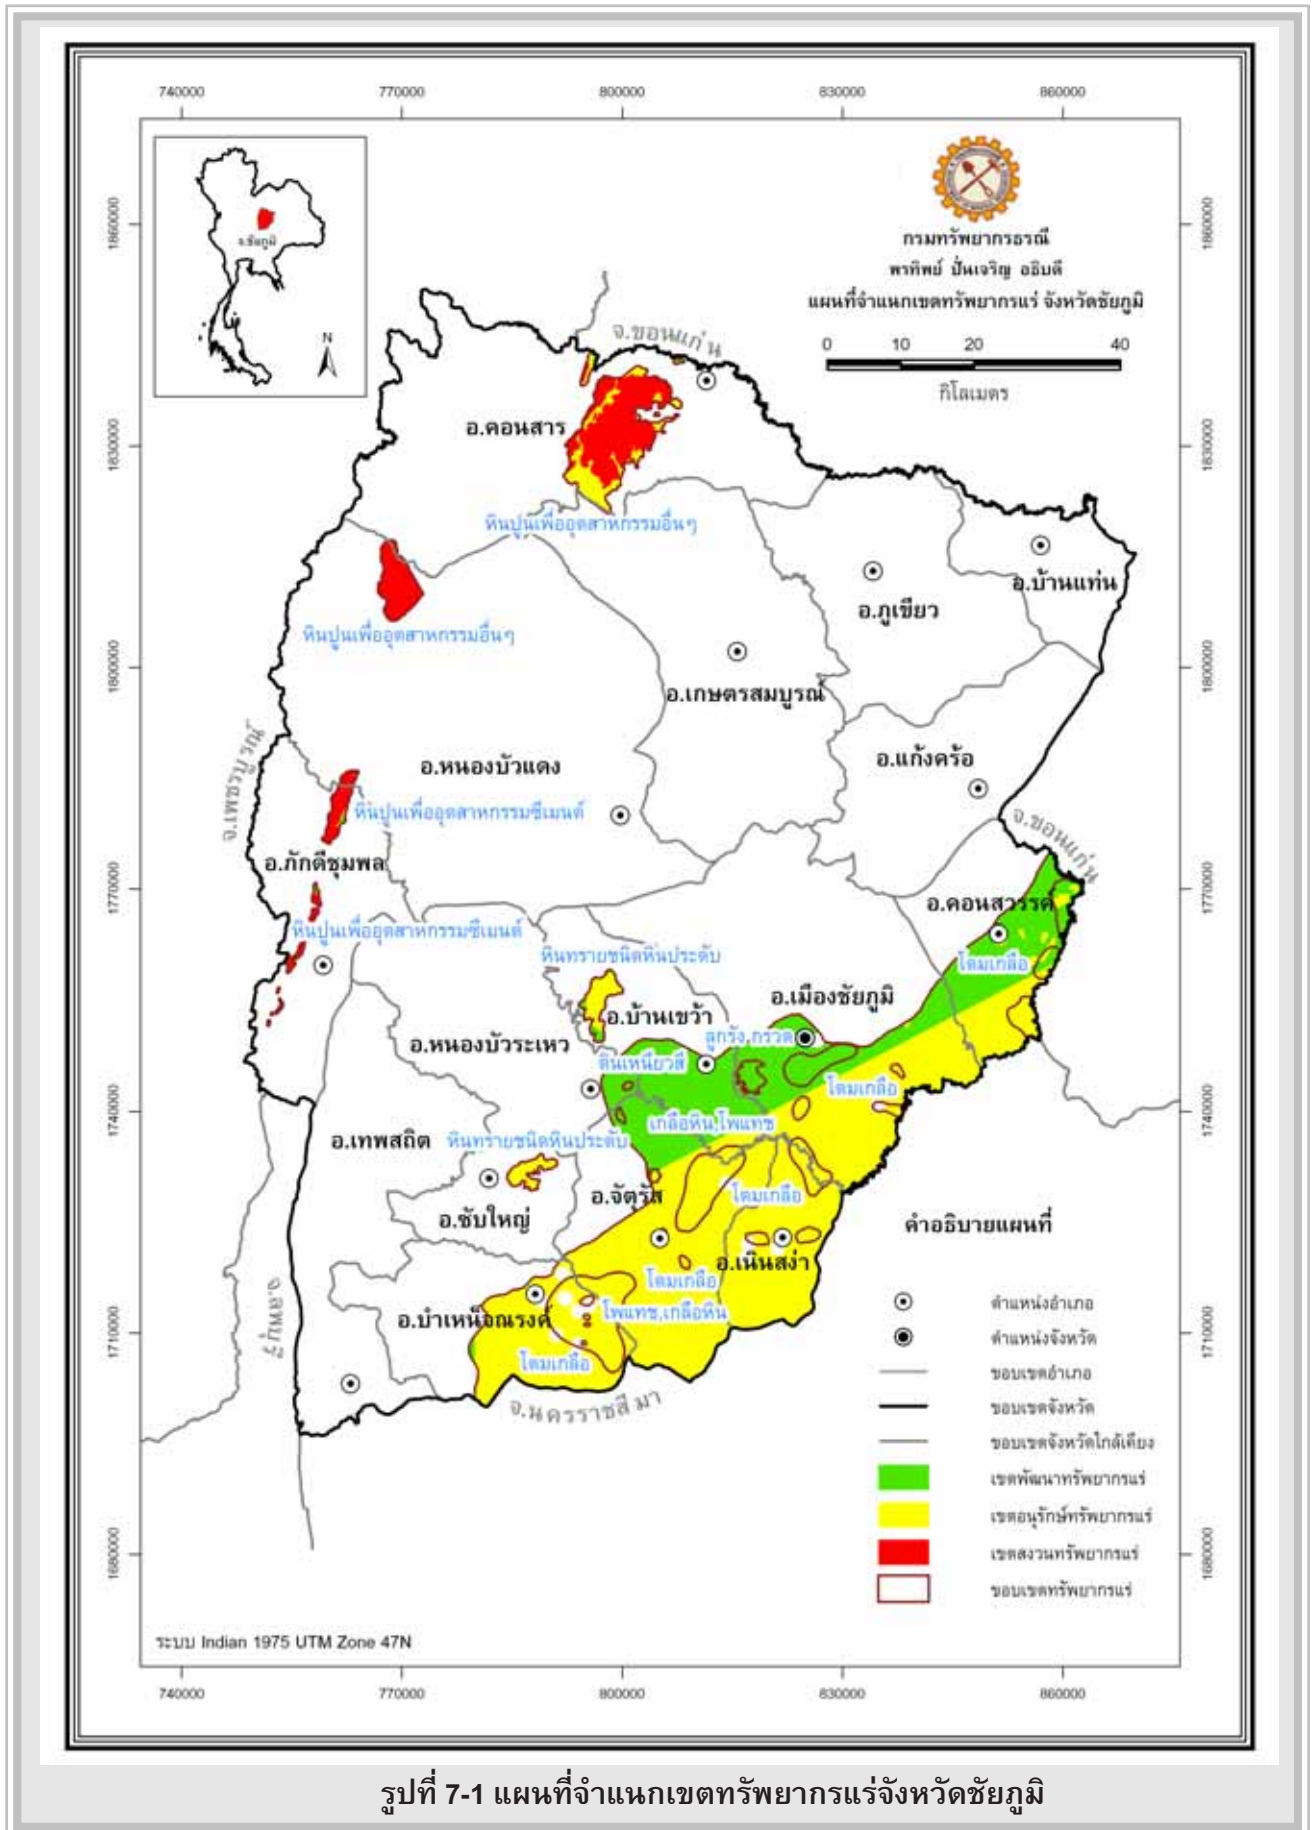 740000
770000
800000
830000
860000
1860000
1830000
1800000
1770000
1740000
1710000
1680000
จ.ชัยภูมิ
N
กรมทรัพยากรธรณี
พรทิพย์ ปั่นเจริญ อธิบดี
แผนที่จำแนกเขตทรัพยากรแร่ จังหวัดชัยภูมิ
0 10 20 40
กิโลเมตร
1860000
1830000
1800000
1770000
1740000
1710000
1680000
จ.ขอนแก่น
อ.คอนสาร
หินปูนเพื่ออุตสาหกรรมอื่นๆ
อ.บ้านแท่น
อ.ภูเขียว
หินปูนเพื่ออุตสาหกรรมอื่นๆ
อ.เกษตรสมบูรณ์
จ.เพชรบูรณ์
อ.หนองบัวแดง
อ.แก้งคร้อ
หินปูนเพื่ออุตสาหกรรมซีเมนต์
จ.ขอนแก่น
อ.ภักดีชุมพล
อ.คอนสวรรค์
หินปูนเพื่ออุตสาหกรรมซีเมนต์
หินทรายชนิดหินประดับ
โดมเกลือ
อ.เมืองชัยภูมิ
อ.บ้านเขว้า
ลูกรัง,กรวด
อ.หนองบัวระเหว
ดินเหนียวสี
โดมเกลือ
เกลือหิน,โพแทช
อ.เทพสถิต
หินทรายชนิดหินประดับ
อ.จัตุรัส
โดมเกลือ
อ.ซับใหญ่
อ.เนินสง่า
โดมเกลือ
อ.บำเหน็จณรงค์
โพแทช,เกลือหิน
จ.ลพบุรี
โดมเกลือ
จ.นครราชสีมา
คำอธิบายแผนที่
ตำแหน่งอำเภอ
ตำแหน่งจังหวัด
ขอบเขตอำเภอ
ขอบเขตจังหวัด
ขอบเขตจังหวัดใกล้เคียง
เขตพัฒนาทรัพยากรแร่
เขตอนุรักษ์ทรัพยากรแร่
เขตสงวนทรัพยากรแร่
ขอบเขตทรัพยากรแร่
ระบบ Indian 1975 UTM Zone 47N
740000
770000
800000
830000
860000
รูปที่ 7-1 แผนที่จำแนกเขตทรัพยากรแร่จังหวัดชัยภูมิ